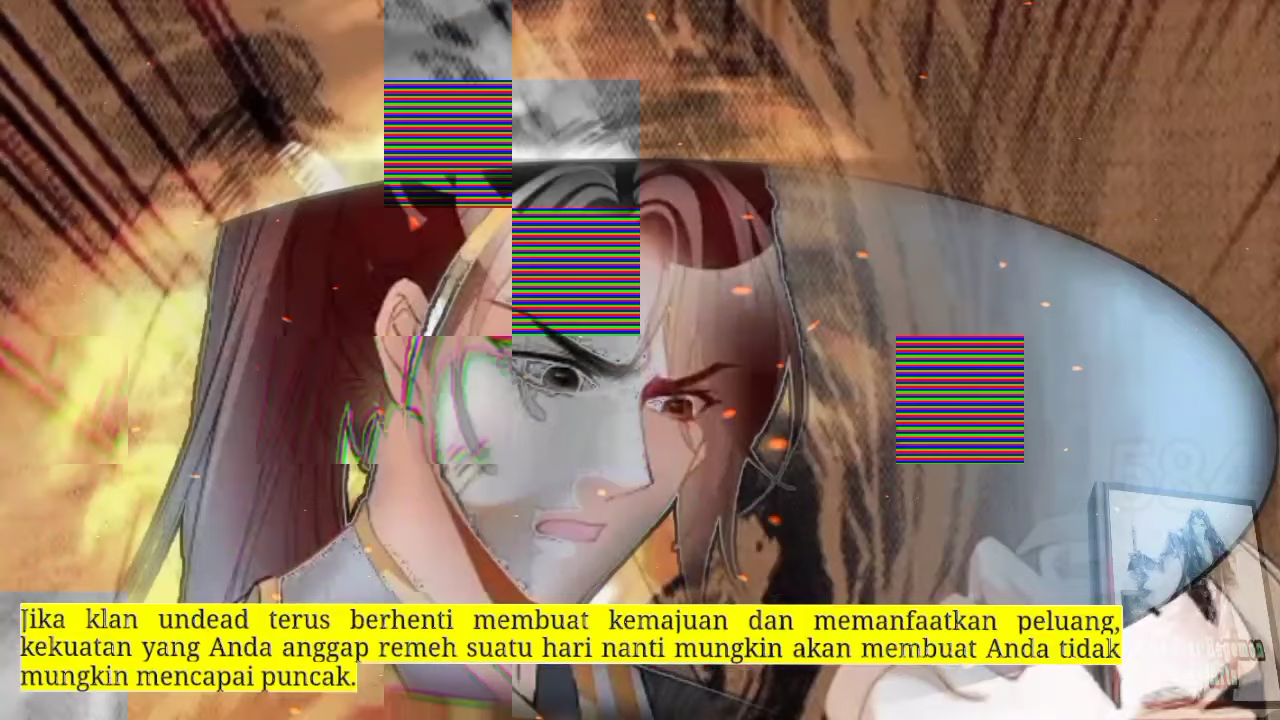 584
Jika klan undead terus berhenti membuat kemajuan dan memanfaatkan peluang,
kekuatan yang Anda anggap remeh suatu hari nanti mungkin akan membuat Anda tidak
mungkin mencapai puncak.